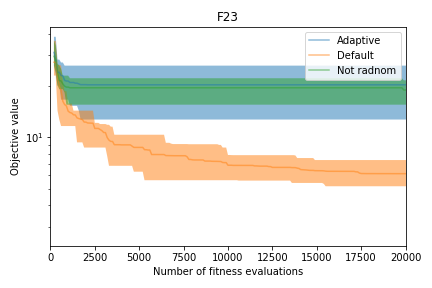 F23
Adaptive
Default
Not radnom
Objective value
10¹
0 2500 5000 7500 10000 12500 15000 17500 20000
Number of fitness evaluations